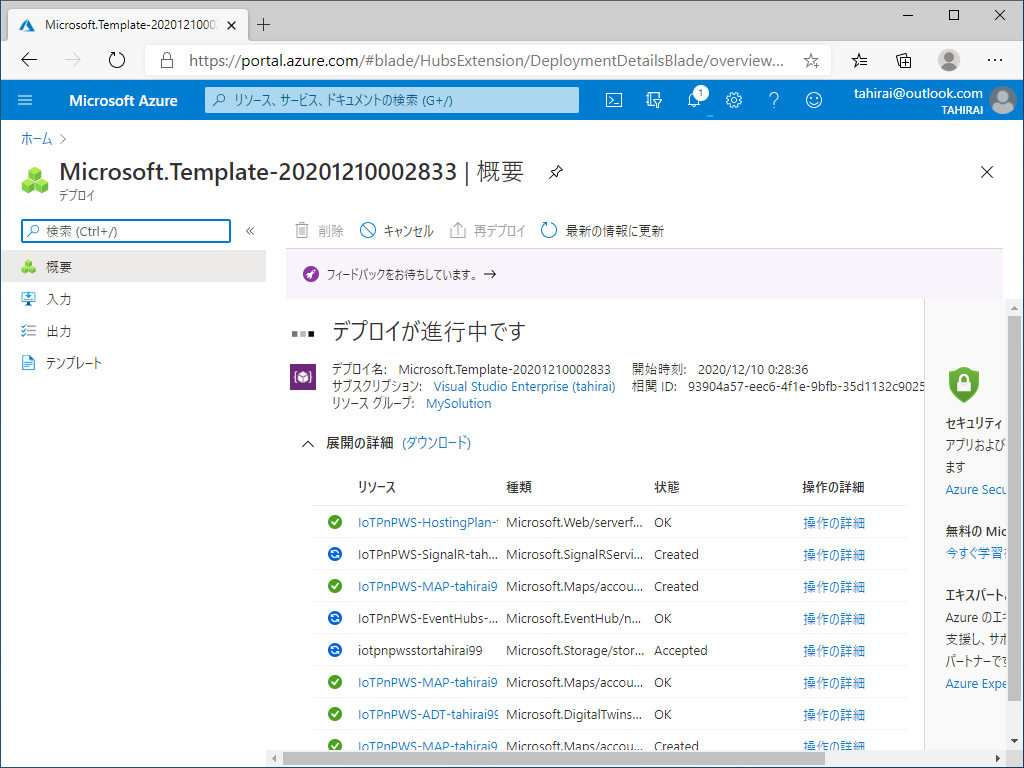 Microsoft.Template-202012100028
https://portal.azure.com/#blade/HubsExtension/DeploymentDetailsBlade/overview...
Microsoft Azure
リソース、サービス、ドキュメントの検索 (G+/)
1
tahirai@outlook.com
TAHIRAI
ホーム
Microsoft.Template-20201210002833 | 概要
デプロイ
検索 (Ctrl+/)
削除
キャンセル
再デプロイ
最新の情報に更新
概要
入力
出力
テンプレート
フィードバックをお待ちしています。 →
デプロイが進行中です
デプロイ名: Microsoft.Template-20201210002833 開始時刻: 2020/12/10 0:28:36
サブスクリプション: Visual Studio Enterprise (tahirai) 相関 ID: 93904a57-eec6-4f1e-9bfb-35d1132c9025
リソース グループ: MySolution
展開の詳細 (ダウンロード)
リソース 種類 状態 操作の詳細
IoTPnPWS-HostingPlan- Microsoft.Web/serverf... OK 操作の詳細
IoTPnPWS-SignalR-tah... Microsoft.SignalRServi... Created 操作の詳細
IoTPnPWS-MAP-tahirai9 Microsoft.Maps/accou... Created 操作の詳細
IoTPnPWS-EventHubs-... Microsoft.EventHub/n... OK 操作の詳細
iotpnpwsstortahirai99 Microsoft.Storage/stor... Accepted 操作の詳細
IoTPnPWS-MAP-tahirai9 Microsoft.Maps/accou... OK 操作の詳細
IoTPnPWS-ADT-tahirai99 Microsoft.DigitalTwins... OK 操作の詳細
IoTPnPWS-MAP-tahirai9 Microsoft.Maps/accou... Created 操作の詳細
セキュリティ
アプリおよび
ます
Azure Secu
無料の Mic
今すぐ学習
エキスパート
Azure のエキ
支援し、サポ
パートナーです
Azure Expe